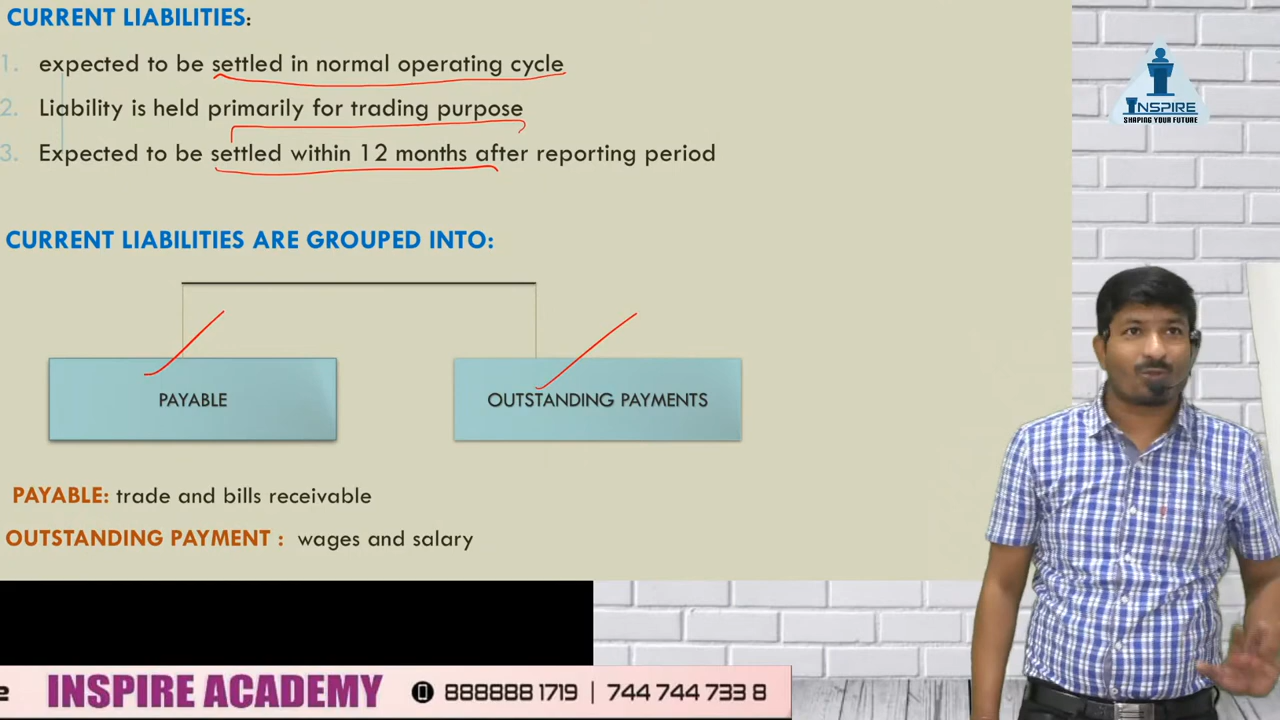 CURRENT LIABILITIES:
1. expected to be settled in normal operating cycle
2. Liability is held primarily for trading purpose
3. Expected to be settled within 12 months after reporting period
CURRENT LIABILITIES ARE GROUPED INTO:
PAYABLE
OUTSTANDING PAYMENTS
PAYABLE: trade and bills receivable
OUTSTANDING PAYMENT : wages and salary
INSPIRE
SHAPING YOUR FUTURE
e INSPIRE ACADEMY 888888 1719 | 744 744 733 8